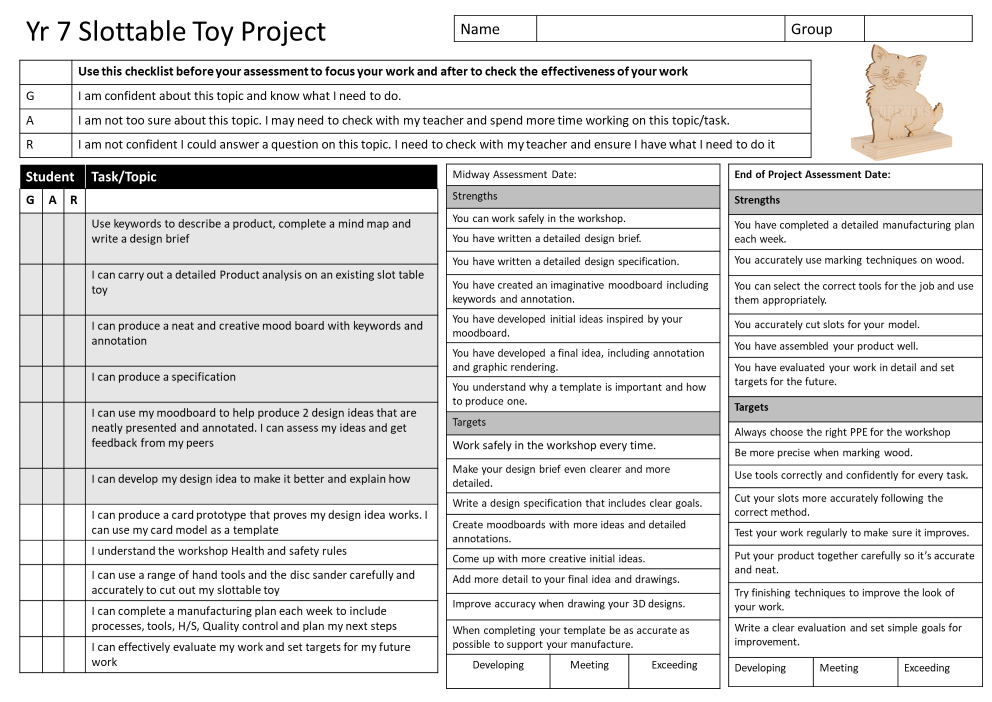 Yr 7 Slottable Toy Project
Name
Group
Use this checklist before your assessment to focus your work and after to check the effectiveness of your work
G
I am confident about this topic and know what I need to do.
A
I am not too sure about this topic. I may need to check with my teacher and spend more time working on this topic/task.
R
I am not confident I could answer a question on this topic. I need to check with my teacher and ensure I have what I need to do it
Student
Task/Topic
G A R
Use keywords to describe a product, complete a mind map and
write a design brief
I can carry out a detailed Product analysis on an existing slot table
toy
I can produce a neat and creative mood board with keywords and
annotation
I can produce a specification
I can use my moodboard to help produce 2 design ideas that are
neatly presented and annotated. I can assess my ideas and get
feedback from my peers
I can develop my design idea to make it better and explain how
I can produce a card prototype that proves my design idea works. I
can use my card model as a template
I understand the workshop Health and safety rules
I can use a range of hand tools and the disc sander carefully and
accurately to cut out my slottable toy
I can complete a manufacturing plan each week to include
processes, tools, H/S, Quality control and plan my next steps
I can effectively evaluate my work and set targets for my future
work
Midway Assessment Date:
Strengths
You can work safely in the workshop.
You have written a detailed design brief.
You have written a detailed design specification.
You have created an imaginative moodboard including
keywords and annotation.
You have developed initial ideas inspired by your
moodboard.
You have developed a final idea, including annotation
and graphic rendering.
You understand why a template is important and how
to produce one.
Targets
Work safely in the workshop every time.
Make your design brief even clearer and more
detailed.
Write a design specification that includes clear goals.
Create moodboards with more ideas and detailed
annotations.
Come up with more creative initial ideas.
Add more detail to your final idea and drawings.
Improve accuracy when drawing your 3D designs.
When completing your template be as accurate as
possible to support your manufacture.
Developing
Meeting
Exceeding
End of Project Assessment Date:
Strengths
You have completed a detailed manufacturing plan
each week.
You accurately use marking techniques on wood.
You can select the correct tools for the job and use
them appropriately.
You accurately cut slots for your model.
You have assembled your product well.
You have evaluated your work in detail and set
targets for the future.
Targets
Always choose the right PPE for the workshop
Be more precise when marking wood.
Use tools correctly and confidently for every task.
Cut your slots more accurately following the
correct method.
Test your work regularly to make sure it improves.
Put your product together carefully so it's accurate
and neat.
Try finishing techniques to improve the look of
your work.
Write a clear evaluation and set simple goals for
improvement.
Developing
Meeting
Exceeding